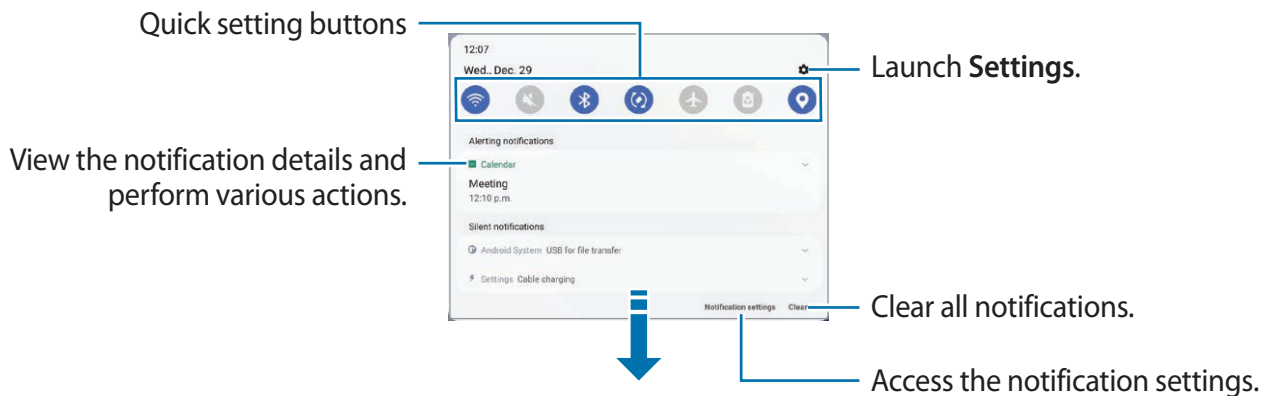 Quick setting buttons
12:07
Wed., Dec. 29
Launch Settings.
Alerting notifications
View the notification details and
perform various actions.
Calendar
Meeting
12:10 p.m.
Silent notifications
Android System USB for file transfer
Settings Cable charging
Notification settings Clear
Clear all notifications.
Access the notification settings.